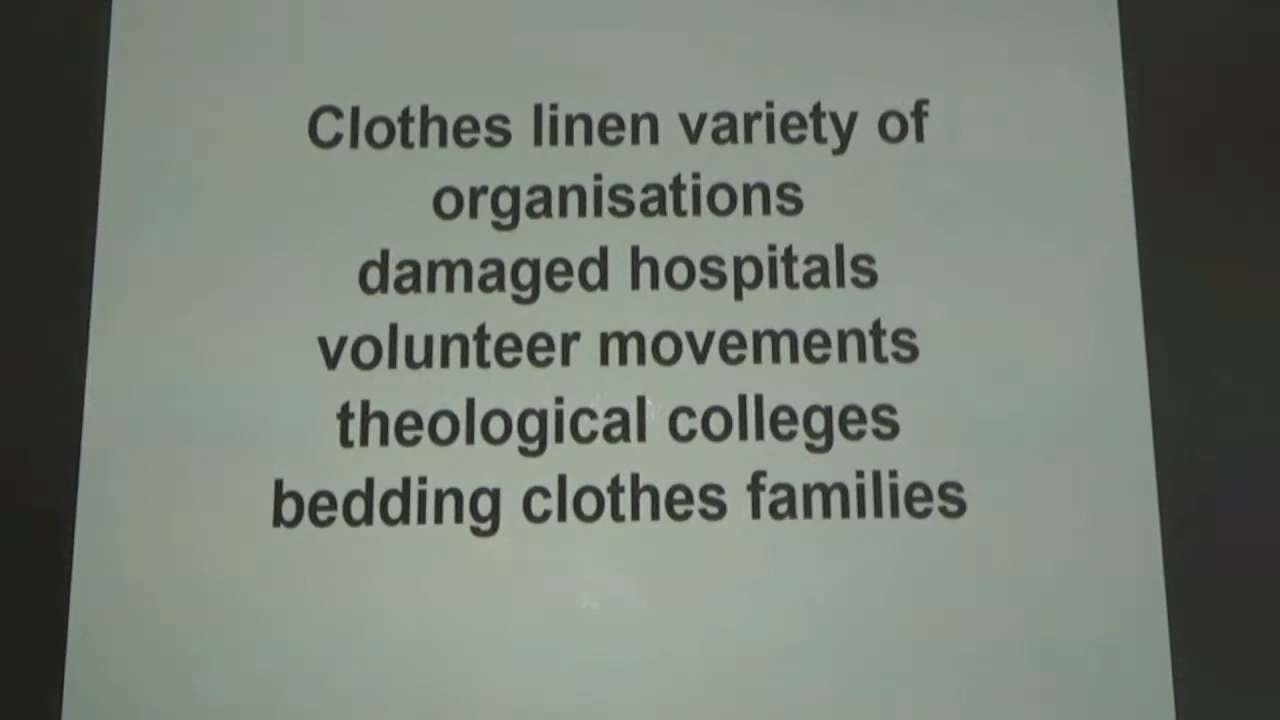 Clothes linen variety of
organisations
damaged hospitals
volunteer movements
theological colleges
bedding clothes families